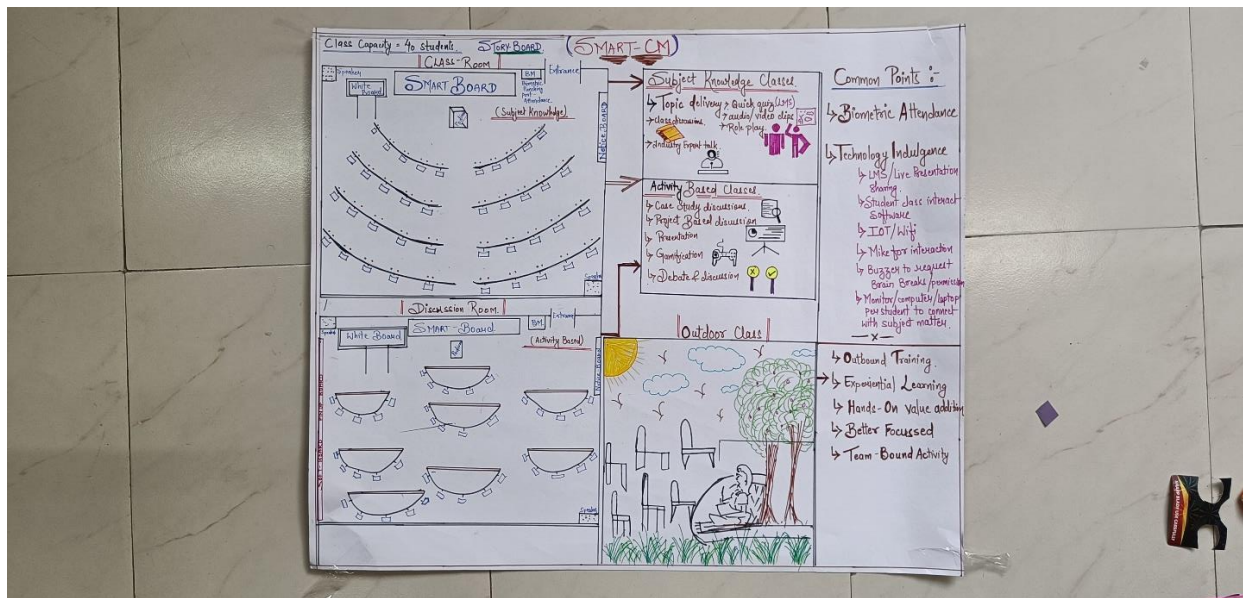 Class Capacity = 40 students.
STORY-BOARD
(SMART-CM)
CLASS-ROOM
White Board
SMART BOARD
BM
Entrance
(Subject Knowledge)
Notice Board
Subject Knowledge Classes
Topic delivery
Quick quiz (LMS)
Class discussions
audio/video clips
Role play
Industry Expert talk.
Activity Based Classes.
Case Study discussions.
Project Based discussion
Presentation
Gamification
Debate & discussion
Common Points :-
Biometric Attendance
Technology Indulgence
LMS/Live Presentation
Sharing.
Student class interact
Software
IOT/Wifi
Mike for interaction
Buzzer to request
Brain Breaks/permission
Monitor/computer/laptop
per student to connect
with subject matter.
—x—
Discussion Room.
White Board
Smart-Board
BM
Entrance
(Activity Based)
Notice Board
Outdoor Class
Outbound Training
Experiential Learning
Hands-On value addition
Better Focussed
Team-Bound Activity